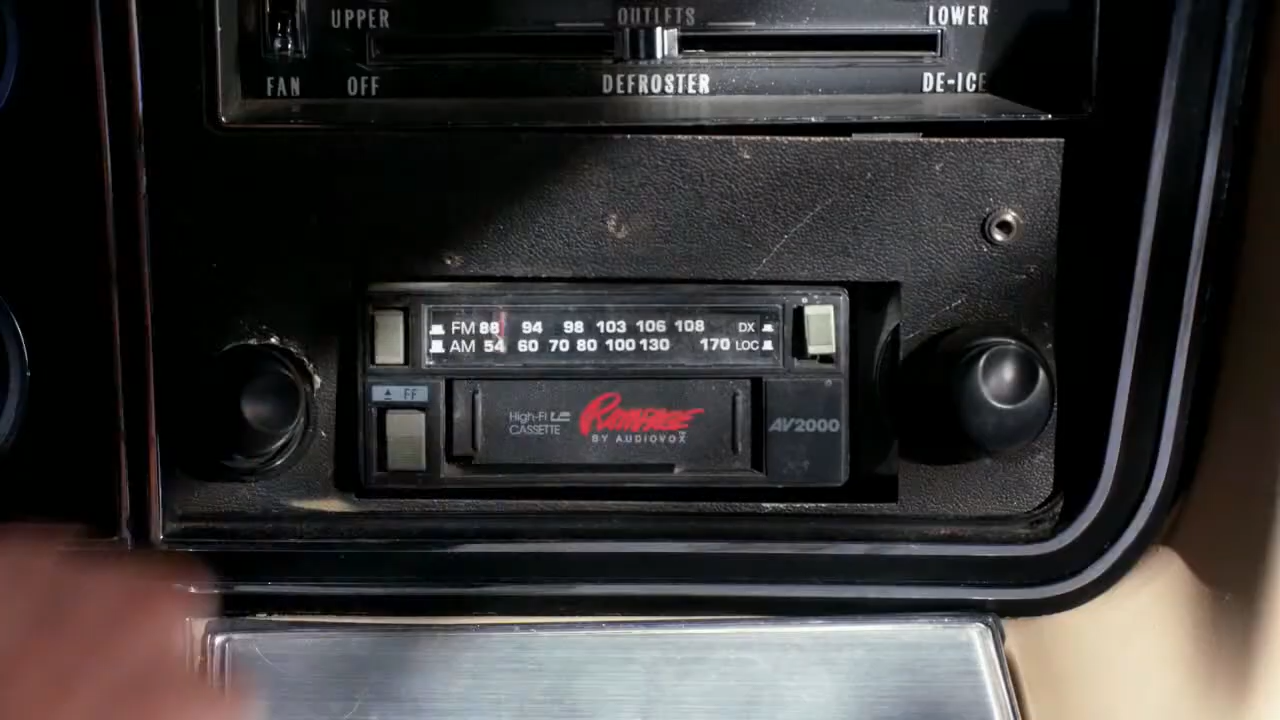 UPPER OUTLETS LOWER
FAN OFF DEFROSTER DE-ICE
FM 88 94 98 103 106 108 DX
AM 54 60 70 80 100 130 170 LOC
FF
High-Fi
CASSETTE
RAMPAGE
BY AUDIOVOX
AV2000